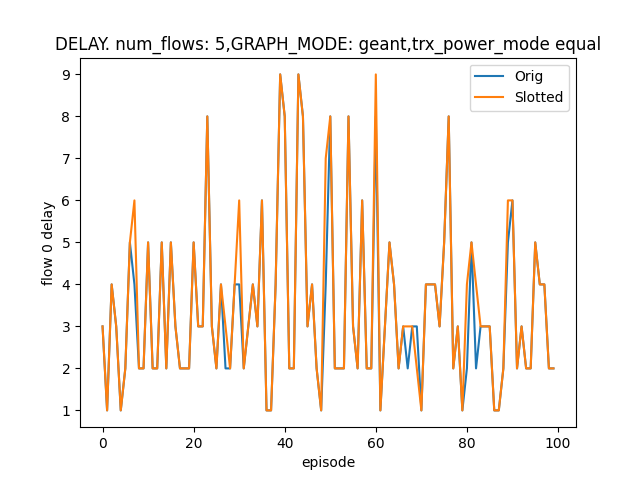 DELAY. num_flows: 5,GRAPH_MODE: geant,trx_power_mode equal
Orig
Slotted
9
8
7
6
5
4
3
2
1
flow 0 delay
0 20 40 60 80 100
episode